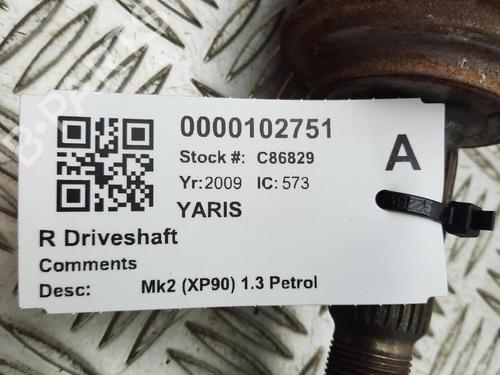 0000102751
Stock #: C86829
A
Yr: 2009 IC: 573
YARIS
R Driveshaft
Comments
Desc: Mk2 (XP90) 1.3 Petrol